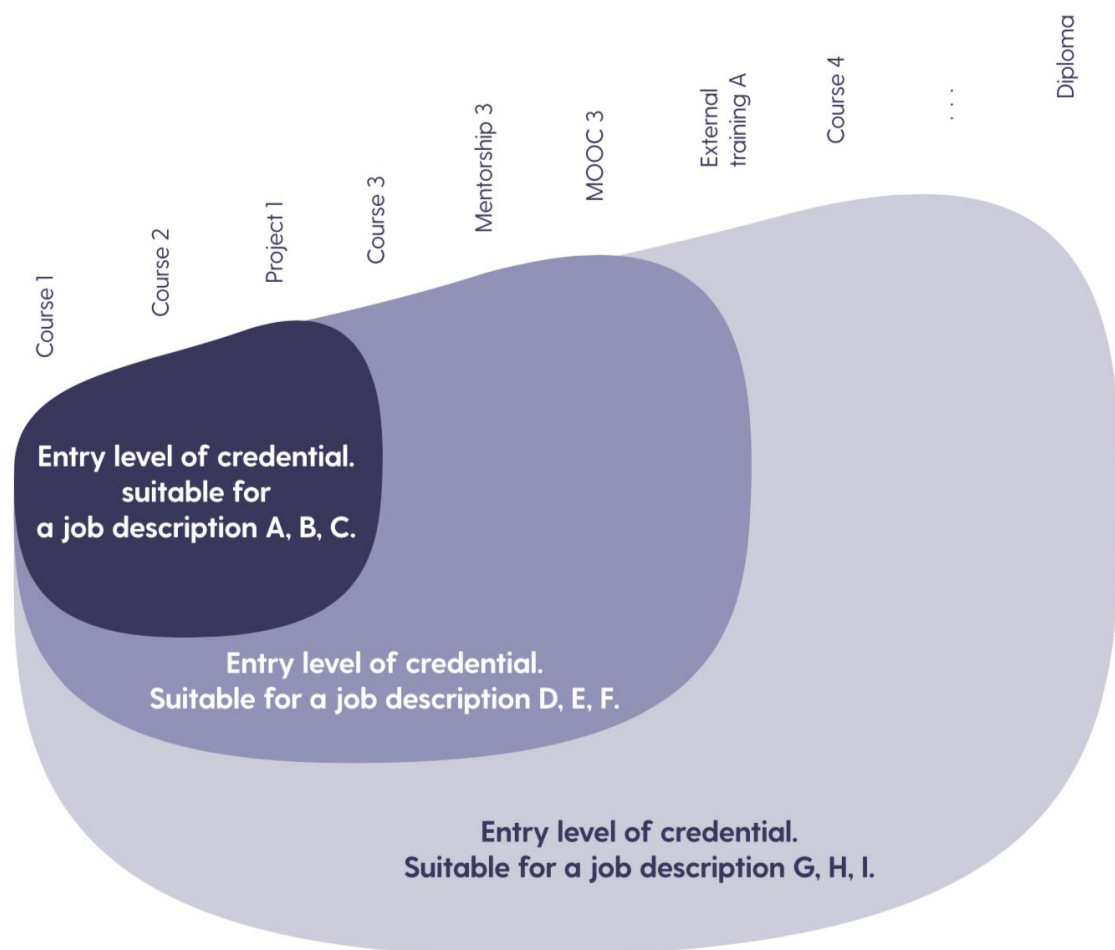 Course 1
Course 2
Project 1
Course 3
Mentorship 3
MOOC 3
External
training A
Course 4
. . .
Diploma
Entry level of credential.
suitable for
a job description A, B, C.
Entry level of credential.
Suitable for a job description D, E, F.
Entry level of credential.
Suitable for a job description G, H, I.